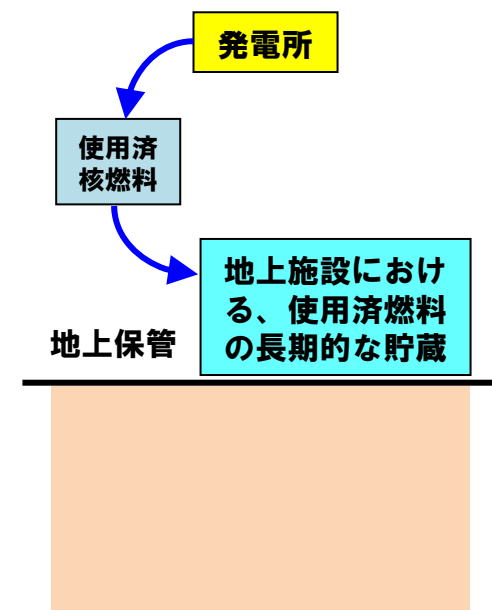 発電所
使用済
核燃料
地上施設におけ
る、使用済燃料
の長期的な貯蔵
地上保管